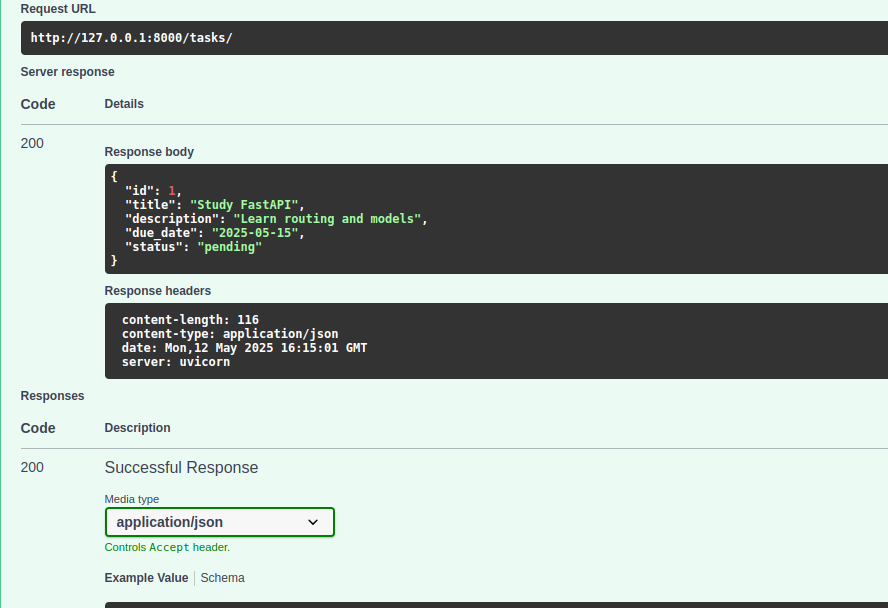 Request URL
http://127.0.0.1:8000/tasks/
Server response
Code Details
200
Response body
{
  "id": 1,
  "title": "Study FastAPI",
  "description": "Learn routing and models",
  "due_date": "2025-05-15",
  "status": "pending"
}
Response headers
content-length: 116
content-type: application/json
date: Mon,12 May 2025 16:15:01 GMT
server: uvicorn
Responses
Code Description
200 Successful Response
Media type
application/json
Controls Accept header.
Example Value Schema